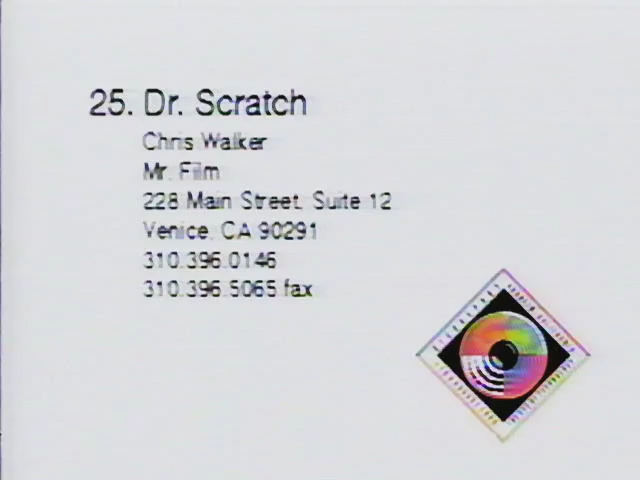 25. Dr. Scratch
Chris Walker
Mr. Film
228 Main Street, Suite 12
Venice, CA 90291
310.396.0146
310.396.5065 fax